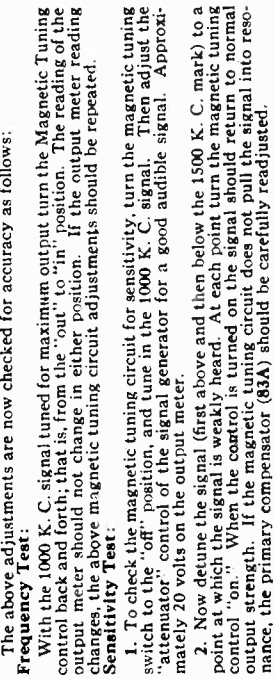 The above adjustments are now checked for accuracy as follows:
Frequency Test:
With the 1000 K. C. signal tuned for maximum output turn the Magnetic Tuning
control back and forth; that is, from the "out" to "in" position. The reading of the
output meter should not change in either position. If the output meter reading
changes, the above magnetic tuning circuit adjustments should be repeated.
Sensitivity Test:
1. To check the magnetic tuning circuit for sensitivity, turn the magnetic tuning
switch to the "off" position, and tune in the 1000 K. C. signal. Then adjust the
"attenuator" control of the signal generator for a good audible signal. Approxi-
mately 20 volts on the output meter.
2. Now detune the signal (first above and then below the 1500 K. C. mark) to a
point at which the signal is weakly heard. At each point turn the magnetic tuning
control "on." When the control is turned on the signal should return to normal
output strength. If the magnetic tuning circuit does not pull the signal into reso-
nance, the primary compensator (83A) should be carefully readjusted.